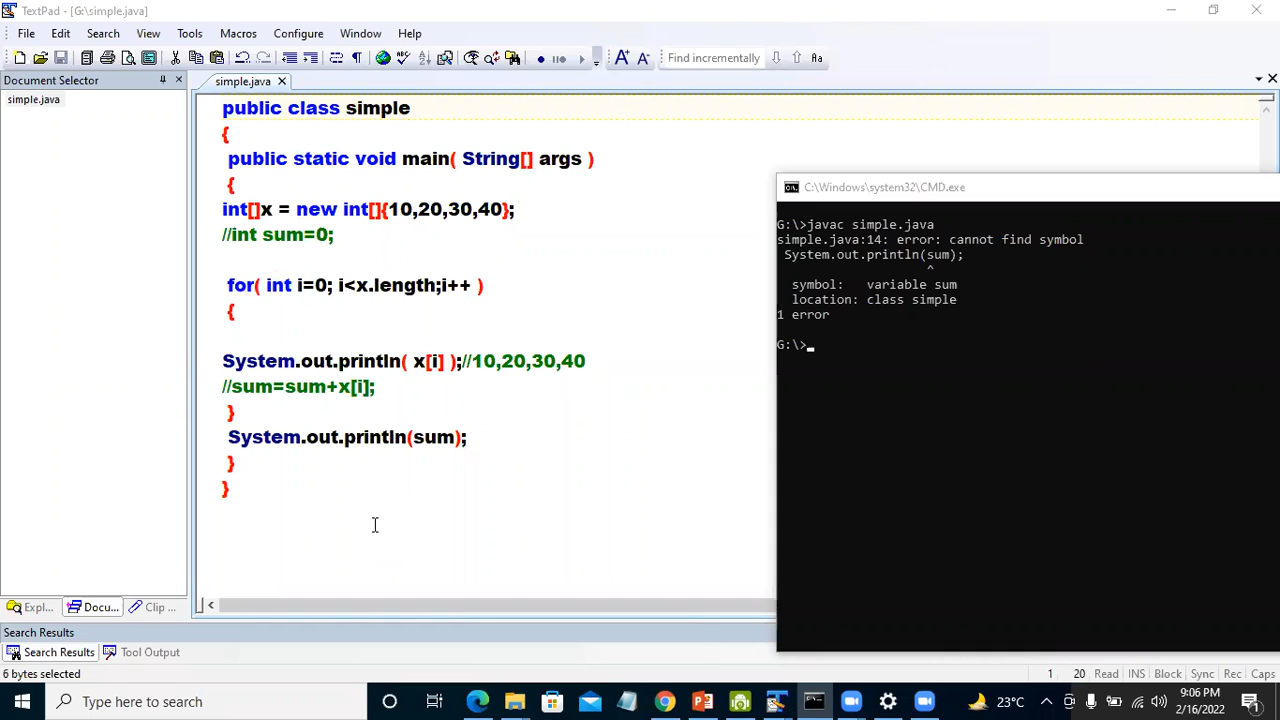 TextPad - [G:\simple.java]
File Edit Search View Tools Macros Configure Window Help
Find incrementally
Document Selector
simple.java
simple.java
public class simple
{
public static void main( String[] args )
{
int[]x = new int[]{10,20,30,40};
//int sum=0;
for( int i=0; i<x.length;i++ )
{
System.out.println( x[i] );//10,20,30,40
//sum=sum+x[i];
}
System.out.println(sum);
}
}
C:\Windows\system32\CMD.exe
G:\>javac simple.java
simple.java:14: error: cannot find symbol
System.out.println(sum);
^
symbol: variable sum
location: class simple
1 error
G:\>
Expl... Docu... Clip ...
Search Results
Search Results Tool Output
6 bytes selected
1 20 Read INS Block Sync Rec Caps
Type here to search
23°C
9:06 PM
2/16/2022
1